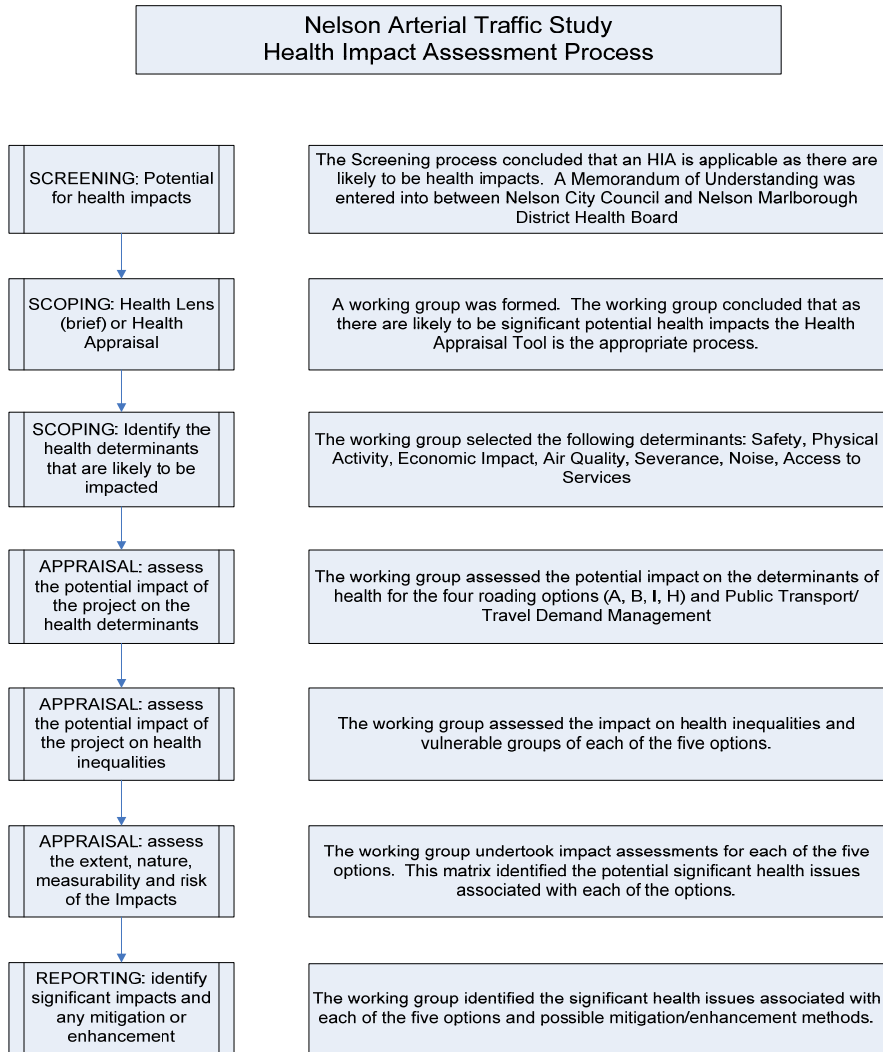 Nelson Arterial Traffic Study
Health Impact Assessment Process
SCREENING: Potential
for health impacts
The Screening process concluded that an HIA is applicable as there are
likely to be health impacts.  A Memorandum of Understanding was
entered into between Nelson City Council and Nelson Marlborough
District Health Board
SCOPING: Health Lens
(brief) or Health
Appraisal
A working group was formed.  The working group concluded that as
there are likely to be significant potential health impacts the Health
Appraisal Tool is the appropriate process.
SCOPING: Identify the
health determinants
that are likely to be
impacted
The working group selected the following determinants: Safety, Physical
Activity, Economic Impact, Air Quality, Severance, Noise, Access to
Services
APPRAISAL: assess
the potential impact of
the project on the
health determinants
The working group assessed the potential impact on the determinants of
health for the four roading options (A, B, I, H) and Public Transport/
Travel Demand Management
APPRAISAL: assess
the potential impact of
the project on health
inequalities
The working group assessed the impact on health inequalities and
vulnerable groups of each of the five options.
APPRAISAL: assess
the extent, nature,
measurability and risk
of the Impacts
The working group undertook impact assessments for each of the five
options.  This matrix identified the potential significant health issues
associated with each of the options.
REPORTING: identify
significant impacts and
any mitigation or
enhancement
The working group identified the significant health issues associated with
each of the five options and possible mitigation/enhancement methods.